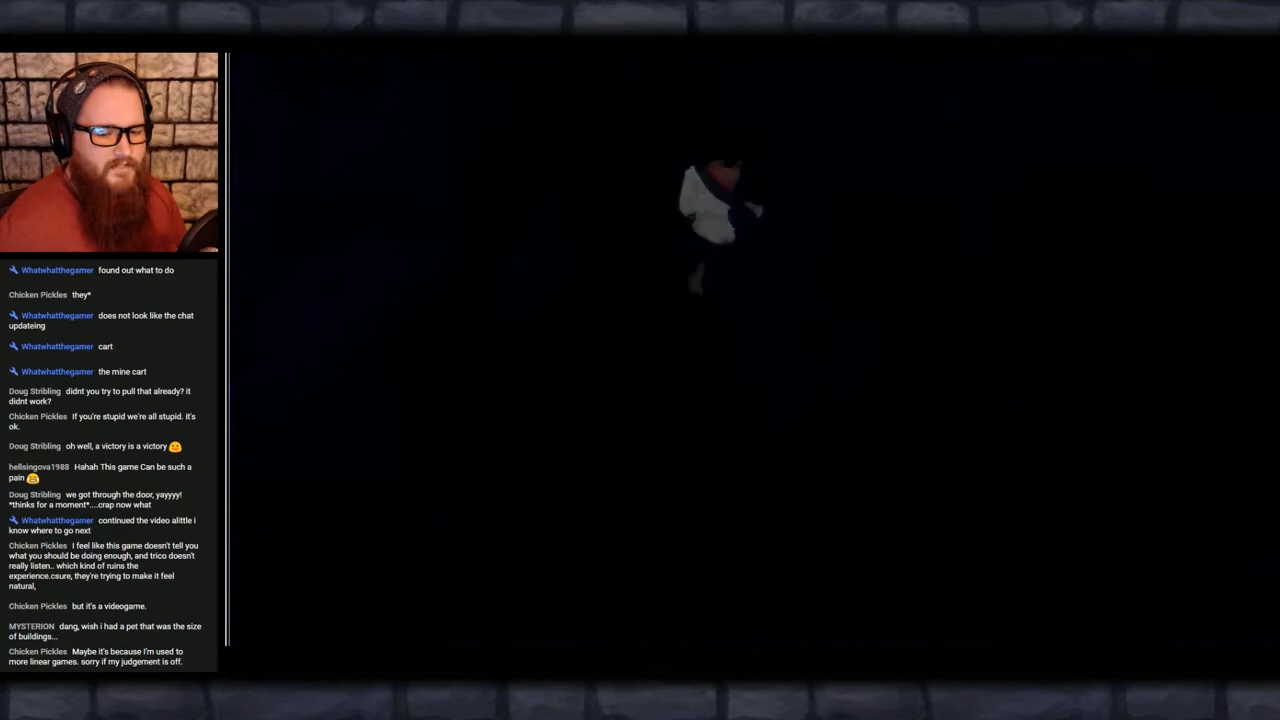 Whatwhatthegamer found out what to do
Chicken Pickles they*
Whatwhatthegamer does not look like the chat
updateing
Whatwhatthegamer cart
Whatwhatthegamer the mine cart
Doug Stribling didnt you try to pull that already? it
didnt work?
Chicken Pickles If you're stupid we're all stupid. it's
ok.
Doug Stribling oh well, a victory is a victory
hellsingova1988 Hahah This game Can be such a
pain
Doug Stribling we got through the door, yayyyy!
*thinks for a moment*....crap now what
Whatwhatthegamer continued the video alittle i
know where to go next
Chicken Pickles I feel like this game doesn't tell you
what you should be doing enough, and trico doesn't
really listen.. which kind of ruins the
experience.csure, they're trying to make it feel
natural,
Chicken Pickles but it's a videogame.
MYSTERION dang, wish i had a pet that was the size
of buildings...
Chicken Pickles Maybe it's because I'm used to
more linear games. sorry if my judgement is off.